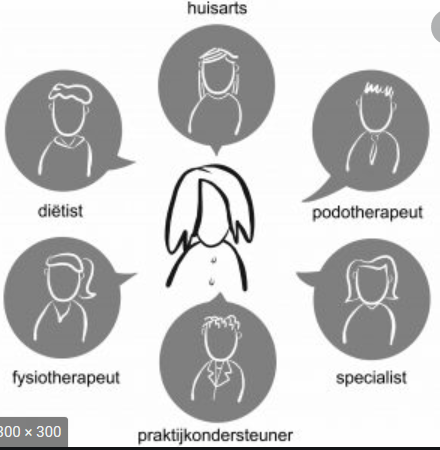 huisarts
diëtist
podotherapeut
fysiotherapeut
specialist
300 × 300
praktijkondersteuner